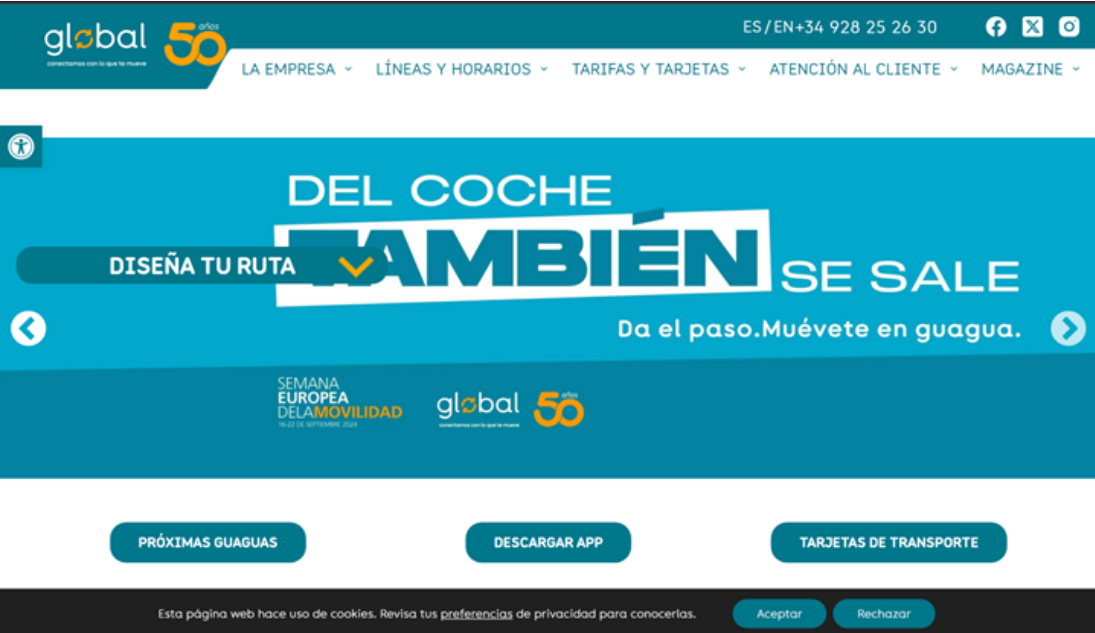 global 50 años
conectamos con lo que te mueve
ES/EN+34 928 25 26 30
LA EMPRESA
LÍNEAS Y HORARIOS
TARIFAS Y TARJETAS
ATENCIÓN AL CLIENTE
MAGAZINE
DEL COCHE
TAMBIÉN
SE SALE
DISEÑA TU RUTA
Da el paso.Muévete en guagua.
SEMANA
EUROPEA
DELAMOVILIDAD
16-22 DE SEPTIEMBRE 2024
global 50 años
conectamos con lo que te mueve
PRÓXIMAS GUAGUAS
DESCARGAR APP
TARJETAS DE TRANSPORTE
Esta página web hace uso de cookies. Revisa tus preferencias de privacidad para conocerlas.
Aceptar
Rechazar